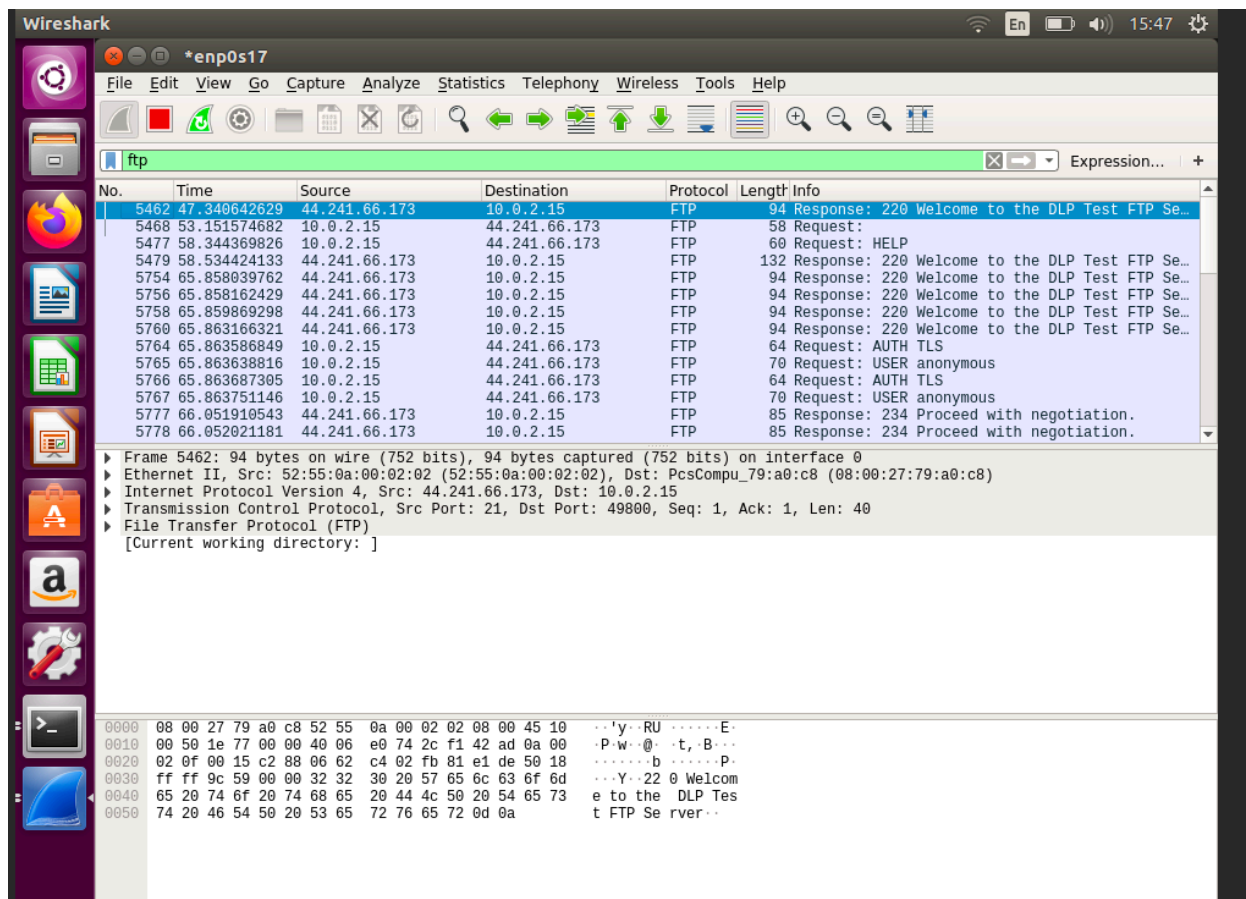 Wireshark
En 15:47
*enp0s17
File Edit View Go Capture Analyze Statistics Telephony Wireless Tools Help
ftp Expression... +
No. Time Source Destination Protocol Length Info
5462 47.340642629 44.241.66.173 10.0.2.15 FTP 94 Response: 220 Welcome to the DLP Test FTP Se…
5468 53.151574682 10.0.2.15 44.241.66.173 FTP 58 Request:
5477 58.344369826 10.0.2.15 44.241.66.173 FTP 60 Request: HELP
5479 58.534424133 44.241.66.173 10.0.2.15 FTP 132 Response: 220 Welcome to the DLP Test FTP Se…
5754 65.858039762 44.241.66.173 10.0.2.15 FTP 94 Response: 220 Welcome to the DLP Test FTP Se…
5756 65.858162429 44.241.66.173 10.0.2.15 FTP 94 Response: 220 Welcome to the DLP Test FTP Se…
5758 65.859869298 44.241.66.173 10.0.2.15 FTP 94 Response: 220 Welcome to the DLP Test FTP Se…
5760 65.863166321 44.241.66.173 10.0.2.15 FTP 94 Response: 220 Welcome to the DLP Test FTP Se…
5764 65.863586849 10.0.2.15 44.241.66.173 FTP 64 Request: AUTH TLS
5765 65.863638816 10.0.2.15 44.241.66.173 FTP 70 Request: USER anonymous
5766 65.863687305 10.0.2.15 44.241.66.173 FTP 64 Request: AUTH TLS
5767 65.863751146 10.0.2.15 44.241.66.173 FTP 70 Request: USER anonymous
5777 66.051910543 44.241.66.173 10.0.2.15 FTP 85 Response: 234 Proceed with negotiation.
5778 66.052021181 44.241.66.173 10.0.2.15 FTP 85 Response: 234 Proceed with negotiation.
Frame 5462: 94 bytes on wire (752 bits), 94 bytes captured (752 bits) on interface 0
Ethernet II, Src: 52:55:0a:00:02:02 (52:55:0a:00:02:02), Dst: PcsCompu_79:a0:c8 (08:00:27:79:a0:c8)
Internet Protocol Version 4, Src: 44.241.66.173, Dst: 10.0.2.15
Transmission Control Protocol, Src Port: 21, Dst Port: 49800, Seq: 1, Ack: 1, Len: 40
File Transfer Protocol (FTP)
[Current working directory: ]
0000 08 00 27 79 a0 c8 52 55 0a 00 02 02 08 00 45 10 ··'y··RU ······E·
0010 00 50 1e 77 00 00 40 06 e0 74 2c f1 42 ad 0a 00 ·P·w··@· ·t,·B···
0020 02 0f 00 15 c2 88 06 62 c4 02 fb 81 e1 de 50 18 ·······b ······P·
0030 ff ff 9c 59 00 00 32 32 30 20 57 65 6c 63 6f 6d ···Y··22 0 Welcom
0040 65 20 74 6f 20 74 68 65 20 44 4c 50 20 54 65 73 e to the DLP Tes
0050 74 20 46 54 50 20 53 65 72 76 65 72 0d 0a t FTP Se rver··